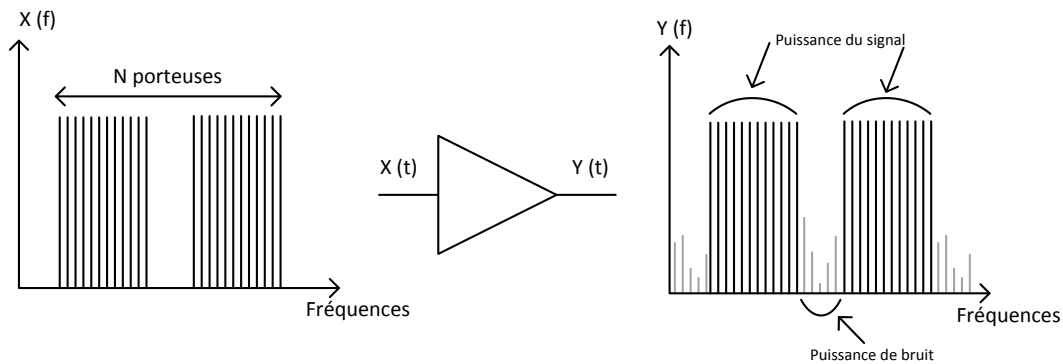 X (f)
N porteuses
Fréquences
X (t)
Y (t)
Y (f)
Puissance du signal
Fréquences
Puissance de bruit